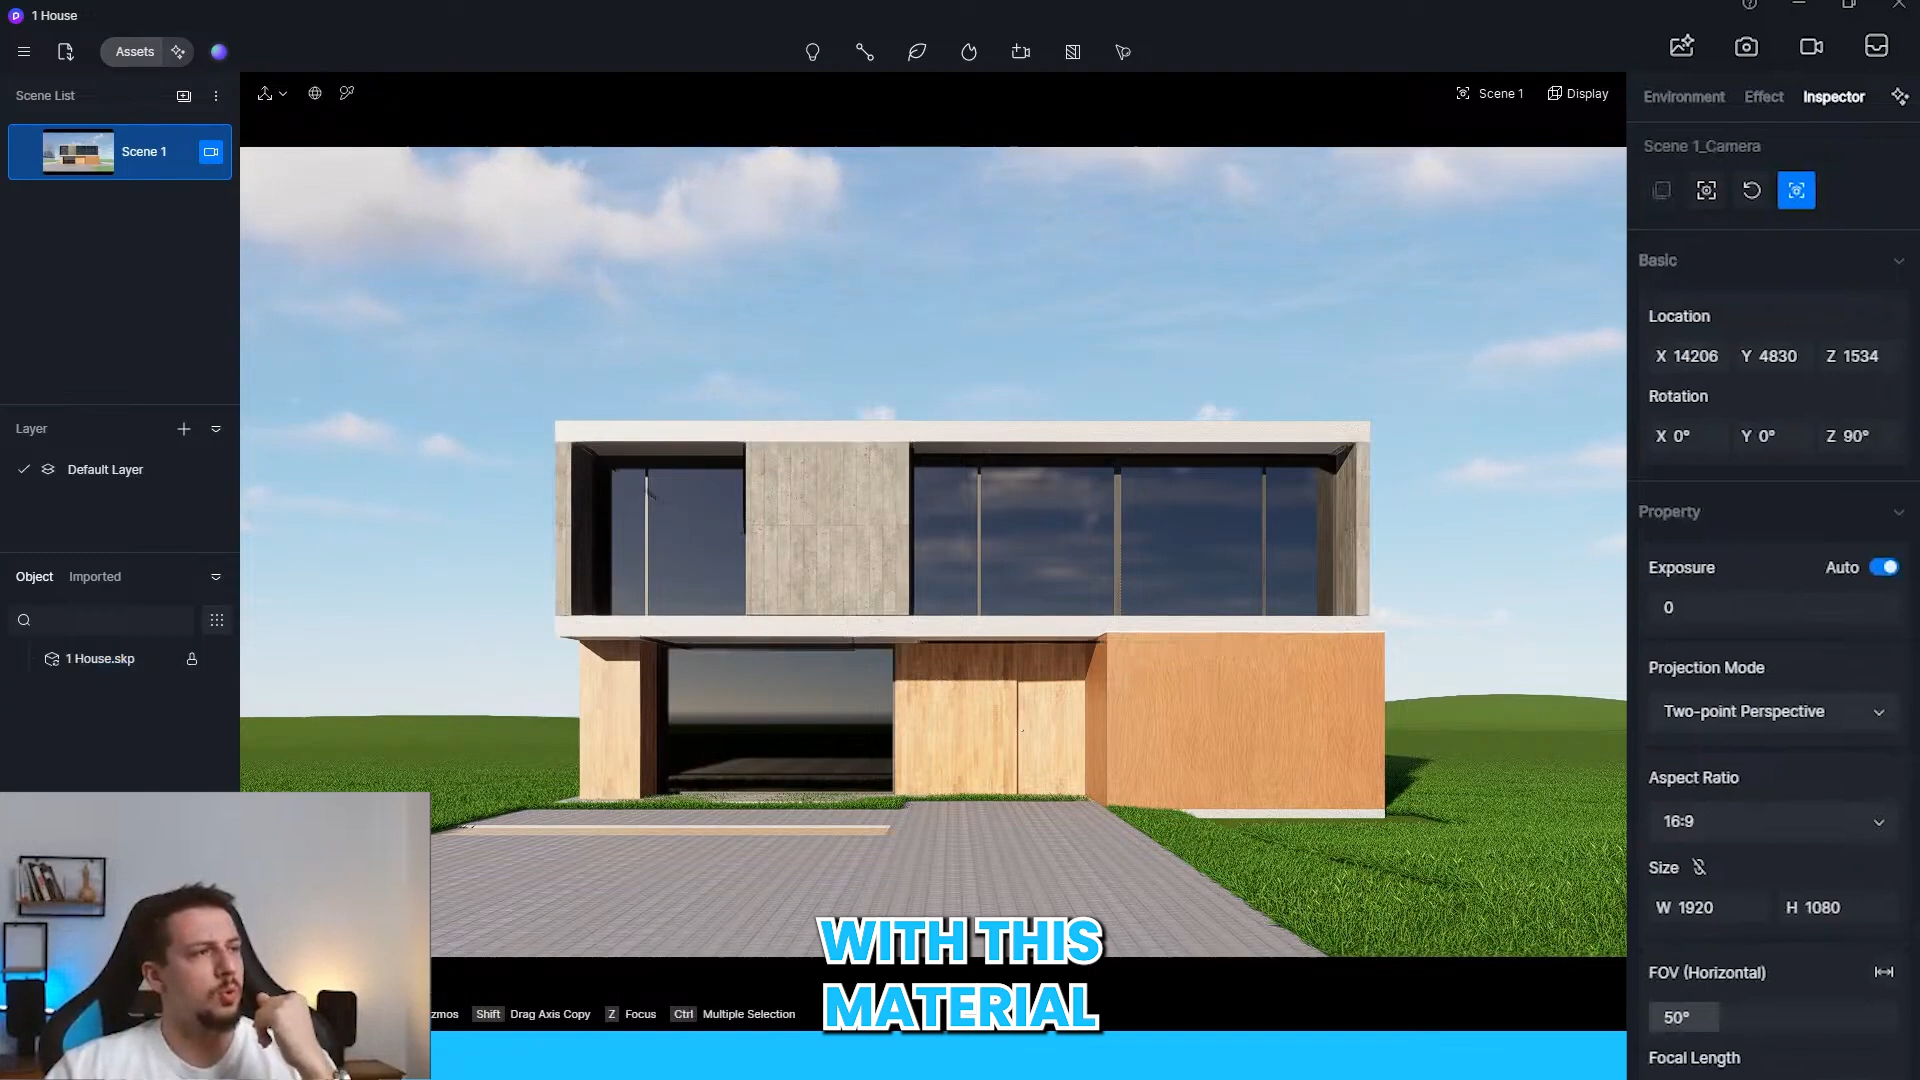 1 House
Assets
Scene List
Scene 1
Layer
Default Layer
Object Imported
1 House.skp
Scene 1 Display
Environment Effect Inspector
Scene 1_Camera
Basic
Location
X 14206 Y 4830 Z 1534
Rotation
X 0° Y 0° Z 90°
Property
Exposure Auto
0
Projection Mode
Two-point Perspective
Aspect Ratio
16:9
Size
W 1920 H 1080
FOV (Horizontal)
50°
Focal Length
WITH THIS
MATERIAL
zmos Shift Drag Axis Copy Z Focus Ctrl Multiple Selection